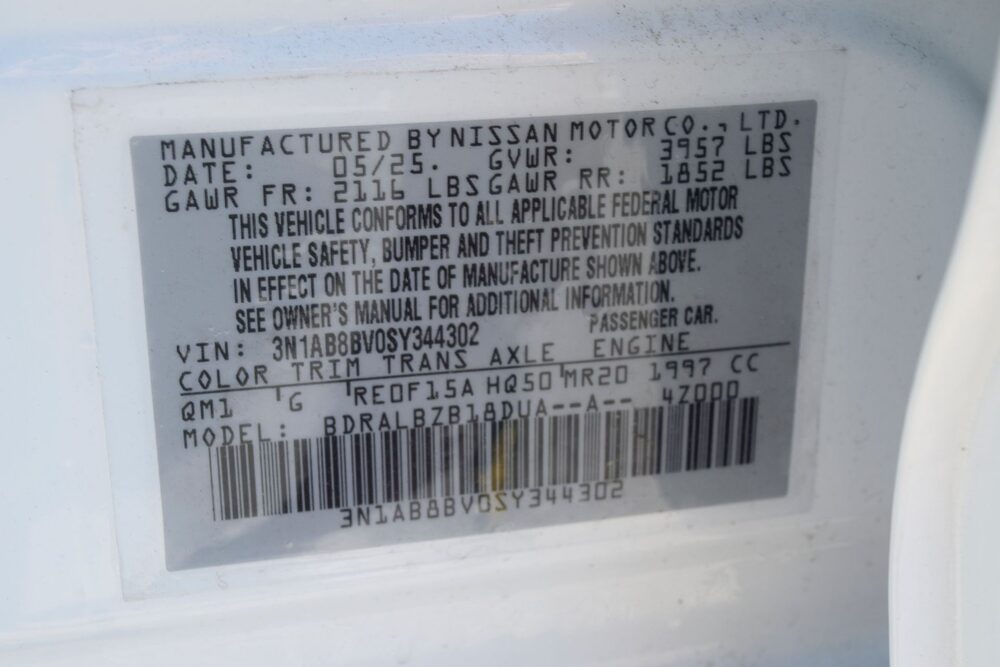 MANUFACTURED BY NISSAN MOTOR CO., LTD.
DATE: 05/25. GVWR: 3957 LBS
GAWR FR: 2116 LBS GAWR RR: 1852 LBS
THIS VEHICLE CONFORMS TO ALL APPLICABLE FEDERAL MOTOR
VEHICLE SAFETY, BUMPER AND THEFT PREVENTION STANDARDS
IN EFFECT ON THE DATE OF MANUFACTURE SHOWN ABOVE.
SEE OWNER'S MANUAL FOR ADDITIONAL INFORMATION.
VIN: 3N1AB8BV0SY344302 PASSENGER CAR.
COLOR TRIM TRANS AXLE ENGINE
QM1 G RE0F15A HQ50 MR20 1997 CC
MODEL: BDRALBZB18DUA--A-- 4Z000
3N1AB8BV0SY344302